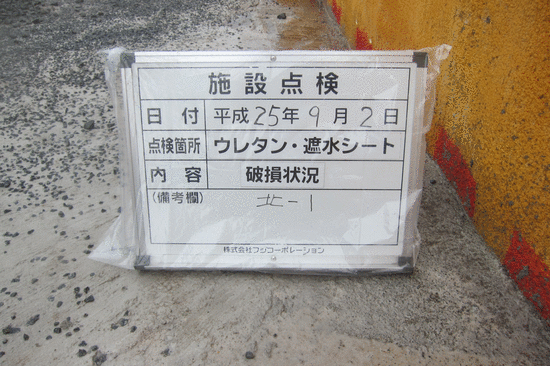 施設点検
日付 平成25年9月2日
点検箇所 ウレタン・遮水シート
内容 破損状況
(備考欄) 北-1
株式会社フジコーポレーション